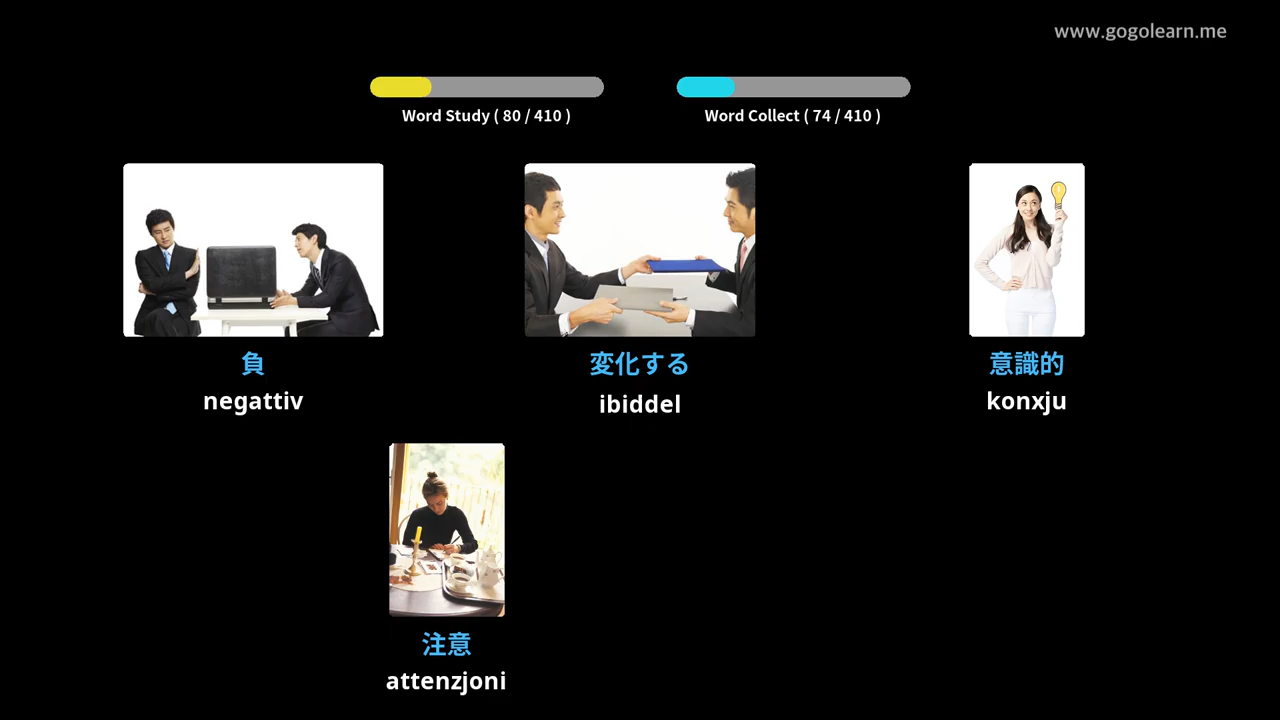 www.gogolearn.me
Word Study ( 80 / 410 )
Word Collect ( 74 / 410 )
負
negattiv
変化する
ibiddel
意識的
konxju
注意
attenzjoni